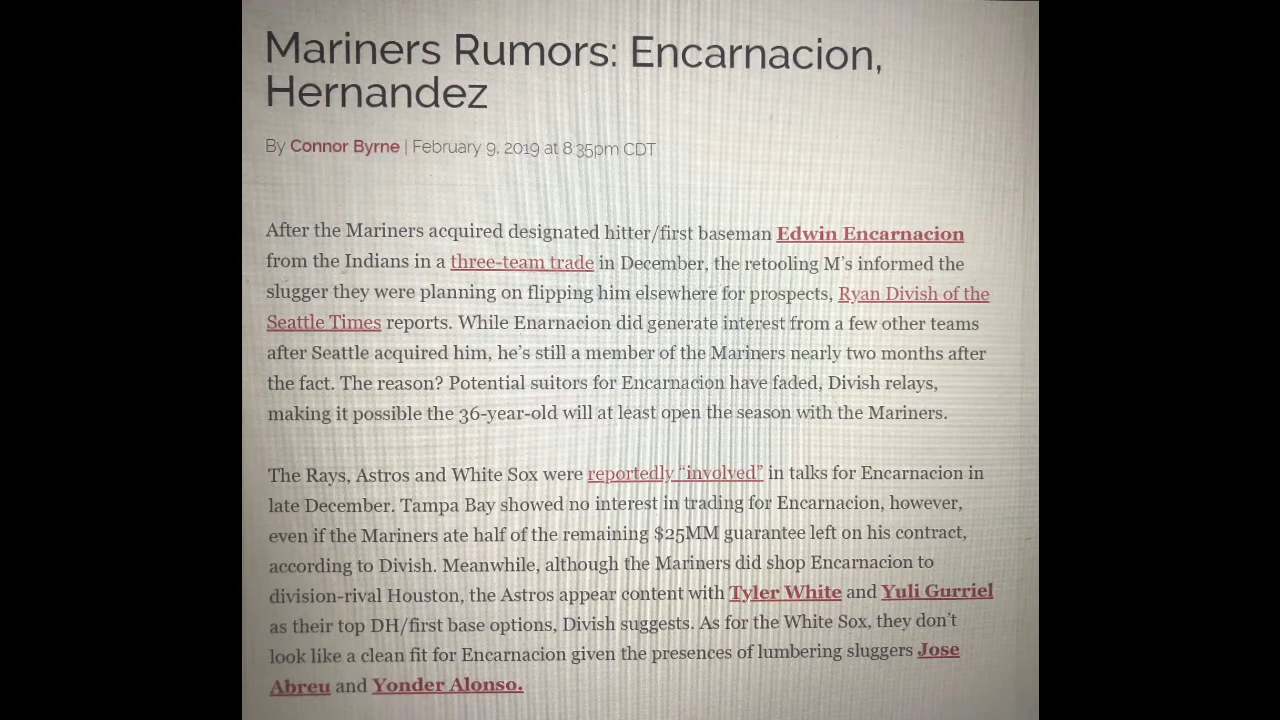 Mariners Rumors: Encarnacion,
Hernandez
By Connor Byrne | February 9, 2019 at 8:35pm CDT
After the Mariners acquired designated hitter/first baseman Edwin Encarnacion
from the Indians in a three-team trade in December, the retooling M's informed the
slugger they were planning on flipping him elsewhere for prospects, Ryan Divish of the
Seattle Times reports. While Enarnacion did generate interest from a few other teams
after Seattle acquired him, he's still a member of the Mariners nearly two months after
the fact. The reason? Potential suitors for Encarnacion have faded, Divish relays,
making it possible the 36-year-old will at least open the season with the Mariners.
The Rays, Astros and White Sox were reportedly “involved” in talks for Encarnacion in
late December. Tampa Bay showed no interest in trading for Encarnacion, however,
even if the Mariners ate half of the remaining $25MM guarantee left on his contract,
according to Divish. Meanwhile, although the Mariners did shop Encarnacion to
division-rival Houston, the Astros appear content with Tyler White and Yuli Gurriel
as their top DH/first base options, Divish suggests. As for the White Sox, they don't
look like a clean fit for Encarnacion given the presences of lumbering sluggers Jose
Abreu and Yonder Alonso.